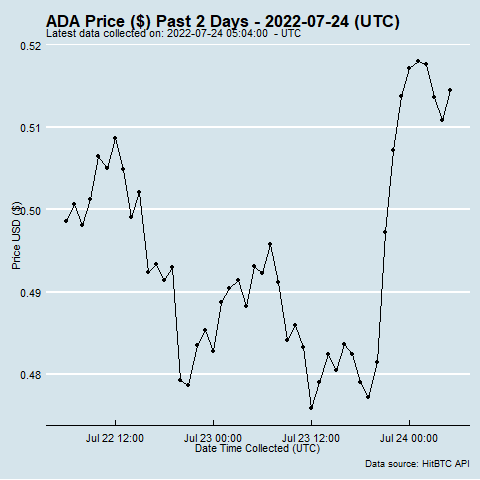 ADA Price ($) Past 2 Days - 2022-07-24 (UTC)
Latest data collected on: 2022-07-24 05:04:00  - UTC
0.52
0.51
0.50
0.49
0.48
Price USD ($)
Jul 22 12:00
Jul 23 00:00
Jul 23 12:00
Jul 24 00:00
Date Time Collected (UTC)
Data source: HitBTC API